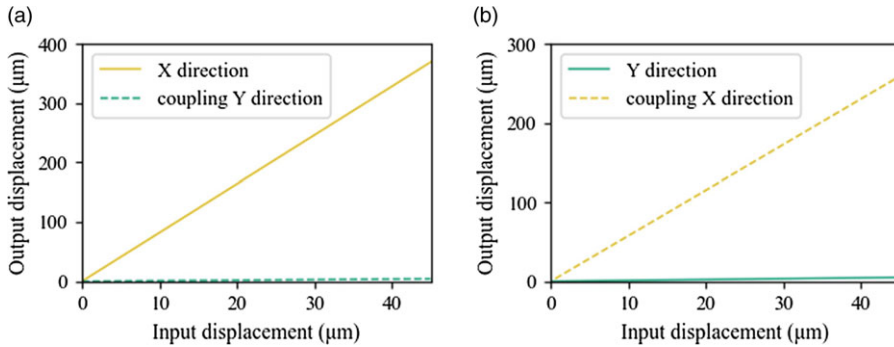 (a)
Output displacement (μm)
400
300
200
100
0
X direction
coupling Y direction
0 10 20 30 40
Input displacement (μm)
(b)
Output displacement (μm)
300
200
100
0
Y direction
coupling X direction
0 10 20 30 40
Input displacement (μm)